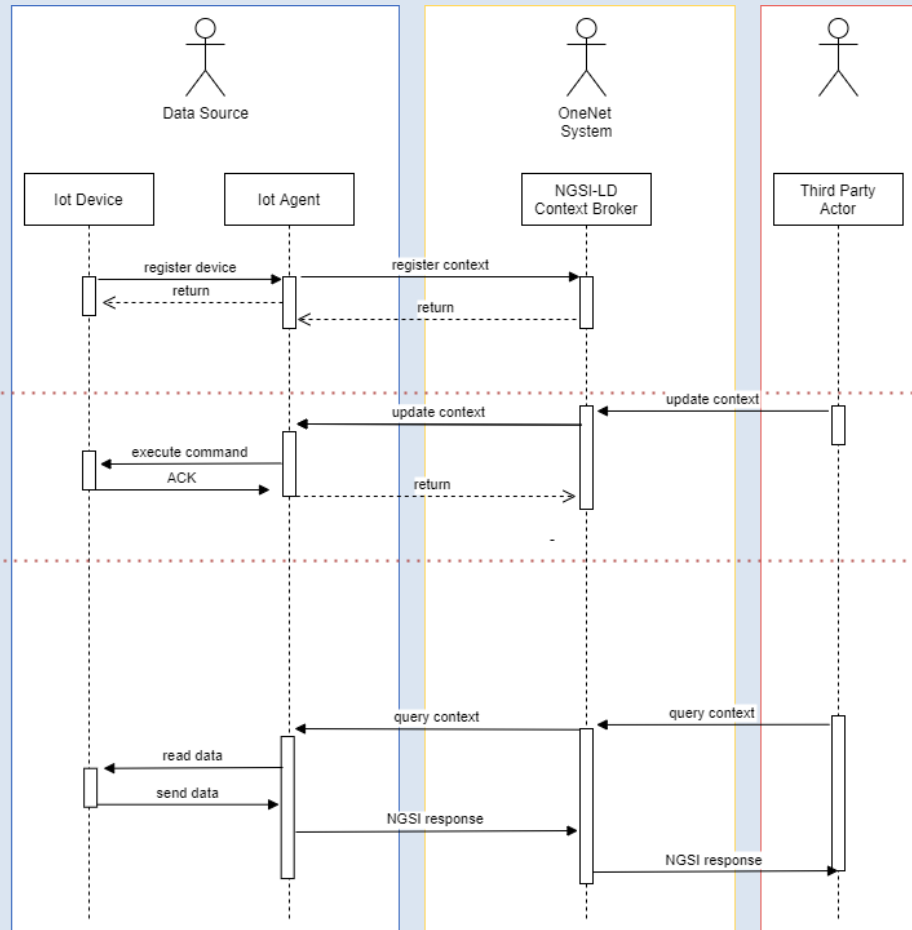 Data Source
OneNet
System
Iot Device
Iot Agent
NGSI-LD
Context Broker
Third Party
Actor
register device
register context
return
return
update context
update context
execute command
ACK
return
-
query context
query context
read data
send data
NGSI response
NGSI response